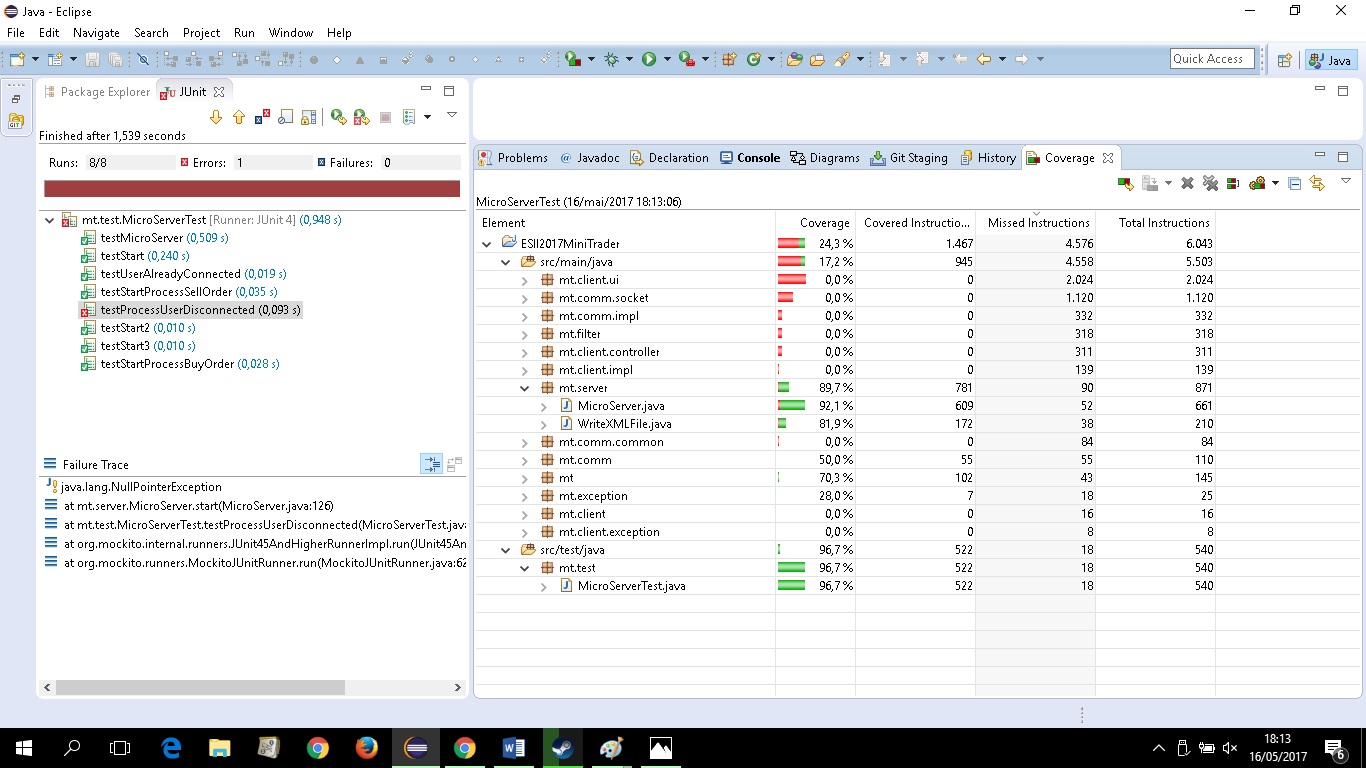 Java - Eclipse
File Edit Navigate Search Project Run Window Help
Quick Access
Java
Package Explorer JUnit
Finished after 1,539 seconds
Runs: 8/8 Errors: 1 Failures: 0
mt.test.MicroServerTest [Runner: JUnit 4] (0,948 s)
testMicroServer (0,509 s)
testStart (0,240 s)
testUserAlreadyConnected (0,019 s)
testStartProcessSellOrder (0,035 s)
testProcessUserDisconnected (0,093 s)
testStart2 (0,010 s)
testStart3 (0,010 s)
testStartProcessBuyOrder (0,028 s)
Failure Trace
java.lang.NullPointerException
at mt.server.MicroServer.start(MicroServer.java:126)
at mt.test.MicroServerTest.testProcessUserDisconnected(MicroServerTest.java
at org.mockito.internal.runners.JUnit45AndHigherRunnerImpl.run(JUnit45An
at org.mockito.runners.MockitoJUnitRunner.run(MockitoJUnitRunner.java:62
Problems Javadoc Declaration Console Diagrams Git Staging History Coverage
MicroServerTest (16/mai/2017 18:13:06)
Element Coverage Covered Instructio... Missed Instructions Total Instructions
ESII2017MiniTrader 24,3 % 1.467 4.576 6.043
src/main/java 17,2 % 945 4.558 5.503
mt.client.ui 0,0 % 0 2.024 2.024
mt.comm.socket 0,0 % 0 1.120 1.120
mt.comm.impl 0,0 % 0 332 332
mt.filter 0,0 % 0 318 318
mt.client.controller 0,0 % 0 311 311
mt.client.impl 0,0 % 0 139 139
mt.server 89,7 % 781 90 871
MicroServer.java 92,1 % 609 52 661
WriteXMLFile.java 81,9 % 172 38 210
mt.comm.common 0,0 % 0 84 84
mt.comm 50,0 % 55 55 110
mt 70,3 % 102 43 145
mt.exception 28,0 % 7 18 25
mt.client 0,0 % 0 16 16
mt.client.exception 0,0 % 0 8 8
src/test/java 96,7 % 522 18 540
mt.test 96,7 % 522 18 540
MicroServerTest.java 96,7 % 522 18 540
18:13
16/05/2017
6